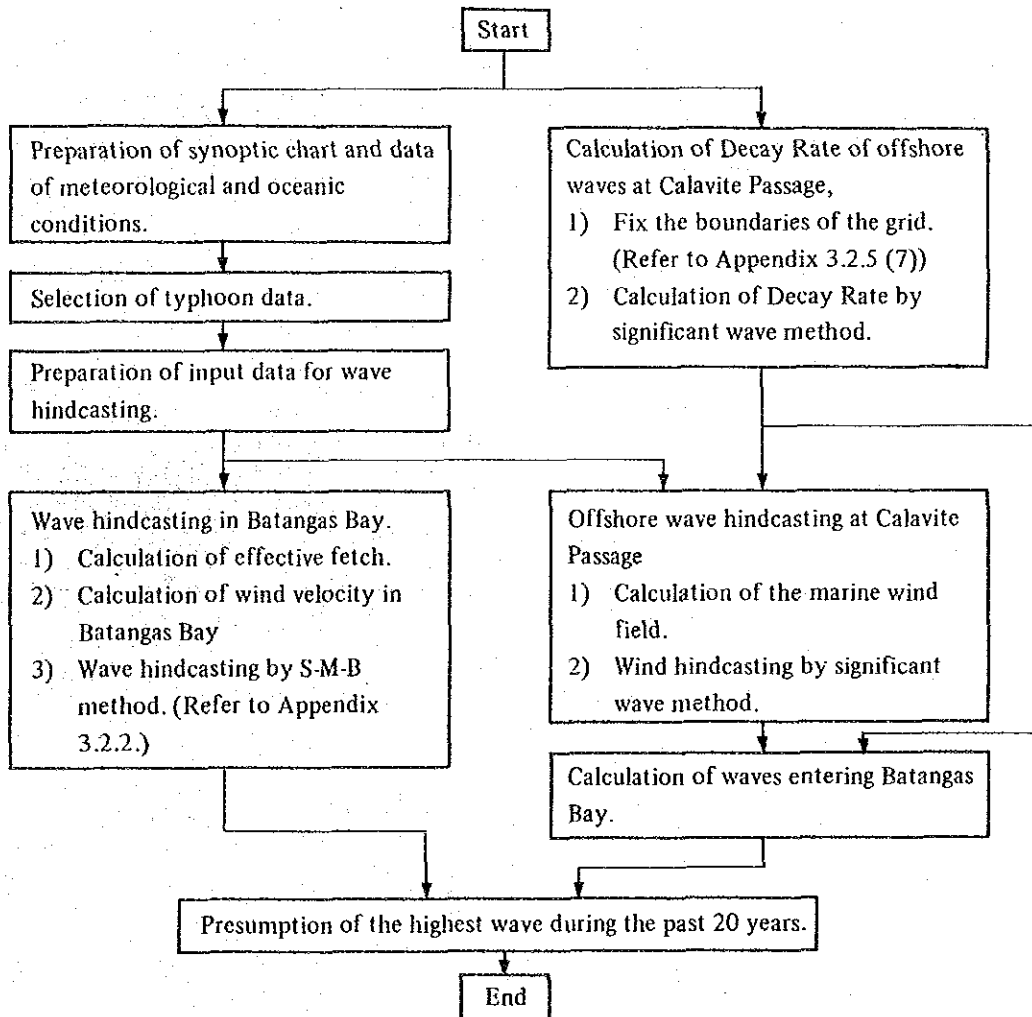 Start
Preparation of synoptic chart and data
of meteorological and oceanic
conditions.
Selection of typhoon data.
Preparation of input data for wave
hindcasting.
Calculation of Decay Rate of offshore
waves at Calavite Passage,
1) Fix the boundaries of the grid.
(Refer to Appendix 3.2.5 (7))
2) Calculation of Decay Rate by
significant wave method.
Wave hindcasting in Batangas Bay.
1) Calculation of effective fetch.
2) Calculation of wind velocity in
Batangas Bay
3) Wave hindcasting by S-M-B
method. (Refer to Appendix
3.2.2.)
Offshore wave hindcasting at Calavite
Passage
1) Calculation of the marine wind
field.
2) Wind hindcasting by significant
wave method.
Calculation of waves entering Batangas
Bay.
Presumption of the highest wave during the past 20 years.
End